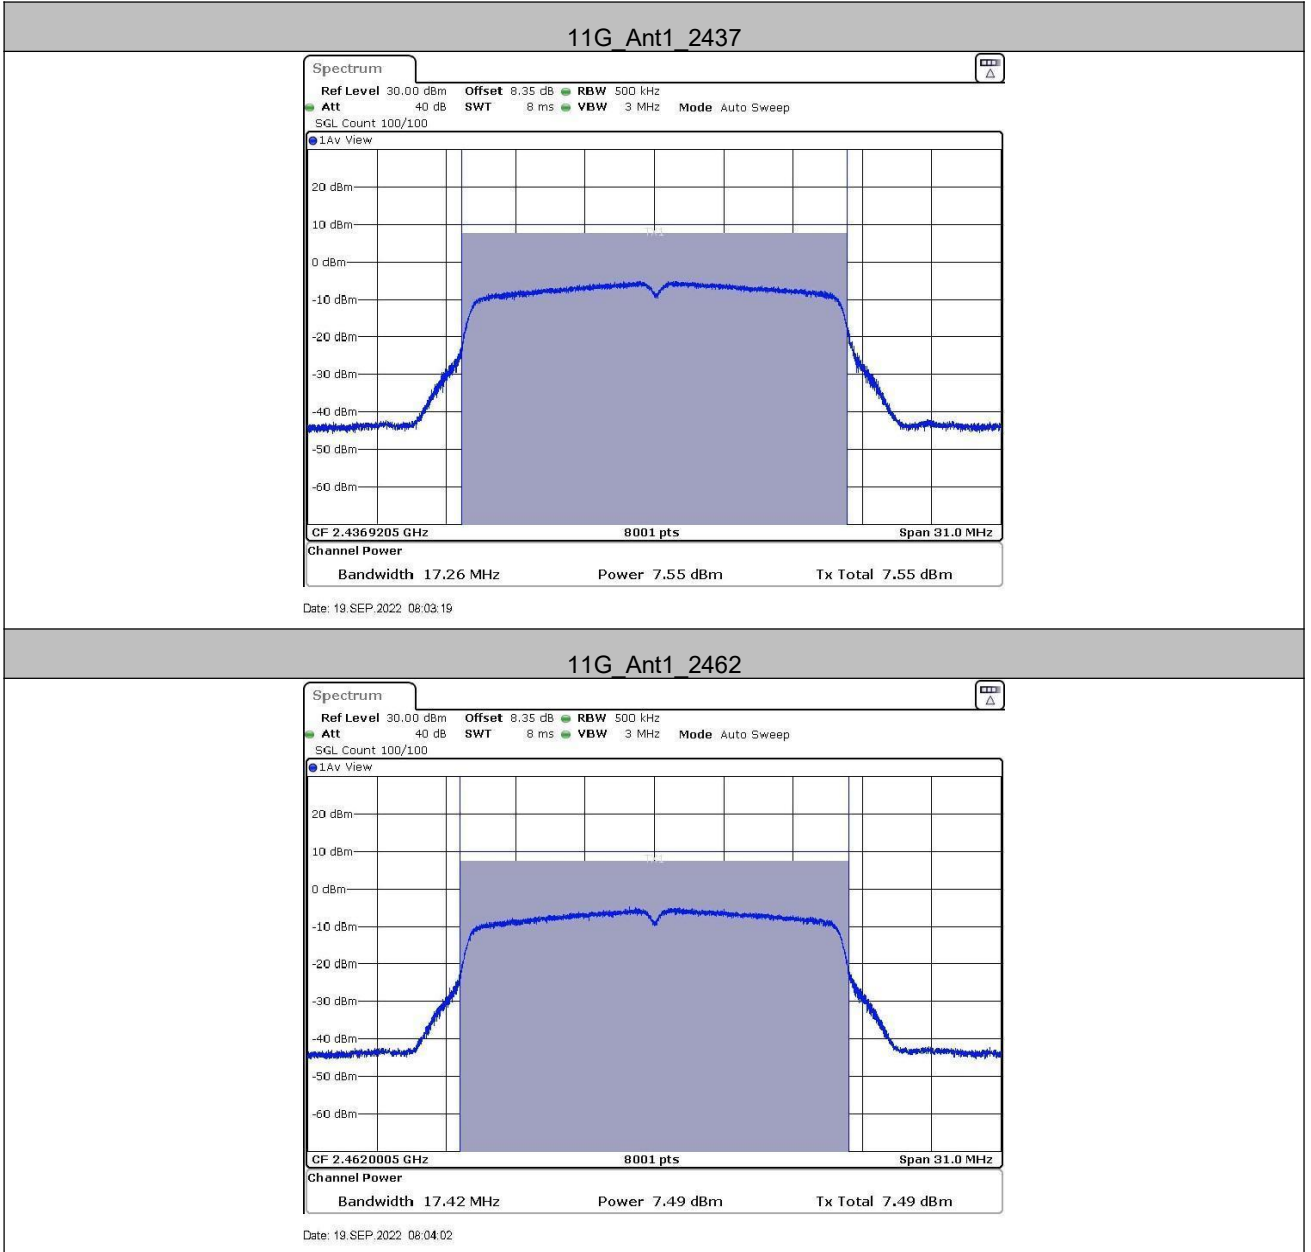 11G_Ant1_2437
Spectrum
Ref Level 30.00 dBm Offset 8.35 dB RBW 500 kHz
Att 40 dB SWT 8 ms VBW 3 MHz Mode Auto Sweep
SGL Count 100/100
1Av View
20 dBm
10 dBm
0 dBm
-10 dBm
-20 dBm
-30 dBm
-40 dBm
-50 dBm
-60 dBm
CF 2.4369205 GHz 8001 pts Span 31.0 MHz
Channel Power
Bandwidth 17.26 MHz Power 7.55 dBm Tx Total 7.55 dBm
Date: 19.SEP.2022 08:03:19
11G_Ant1_2462
Spectrum
Ref Level 30.00 dBm Offset 8.35 dB RBW 500 kHz
Att 40 dB SWT 8 ms VBW 3 MHz Mode Auto Sweep
SGL Count 100/100
1Av View
20 dBm
10 dBm
0 dBm
-10 dBm
-20 dBm
-30 dBm
-40 dBm
-50 dBm
-60 dBm
CF 2.4620005 GHz 8001 pts Span 31.0 MHz
Channel Power
Bandwidth 17.42 MHz Power 7.49 dBm Tx Total 7.49 dBm
Date: 19.SEP.2022 08:04:02